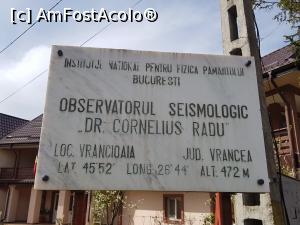 (c) AmFostAcolo®
INSTITUTUL NATIONAL PENTRU FIZICA PAMANTULUI
BUCURESTI
OBSERVATORUL SEISMOLOGIC
„DR. CORNELIUS RADU"
LOC. VRANCIOAIA JUD. VRANCEA
LAT. 45°52' LONG. 26°44' ALT. 472 M